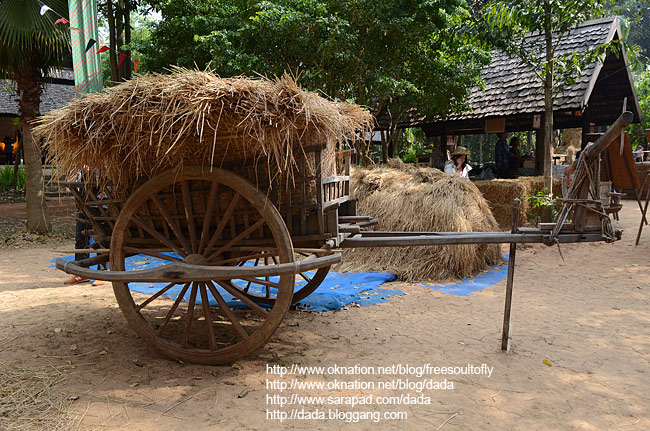 http://www.oknation.net/blog/freesoultofly
http://www.oknation.net/blog/dada
http://www.sarapad.com/dada
http://dada.bloggang.com